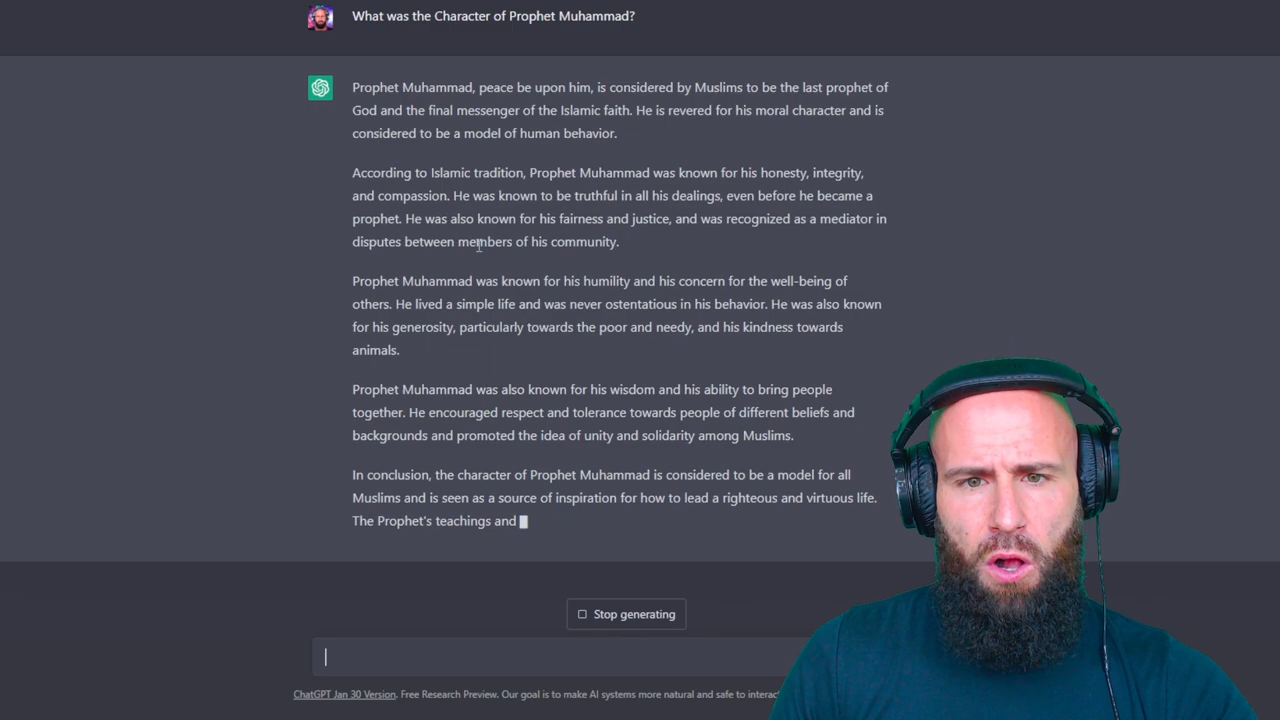 What was the Character of Prophet Muhammad?
Prophet Muhammad, peace be upon him, is considered by Muslims to be the last prophet of
God and the final messenger of the Islamic faith. He is revered for his moral character and is
considered to be a model of human behavior.
According to Islamic tradition, Prophet Muhammad was known for his honesty, integrity,
and compassion. He was known to be truthful in all his dealings, even before he became a
prophet. He was also known for his fairness and justice, and was recognized as a mediator in
disputes between members of his community.
Prophet Muhammad was known for his humility and his concern for the well-being of
others. He lived a simple life and was never ostentatious in his behavior. He was also known
for his generosity, particularly towards the poor and needy, and his kindness towards
animals.
Prophet Muhammad was also known for his wisdom and his ability to bring people
together. He encouraged respect and tolerance towards people of different beliefs and
backgrounds and promoted the idea of unity and solidarity among Muslims.
In conclusion, the character of Prophet Muhammad is considered to be a model for all
Muslims and is seen as a source of inspiration for how to lead a righteous and virtuous life.
The Prophet's teachings and
Stop generating
ChatGPT Jan 30 Version. Free Research Preview. Our goal is to make AI systems more natural and safe to interac